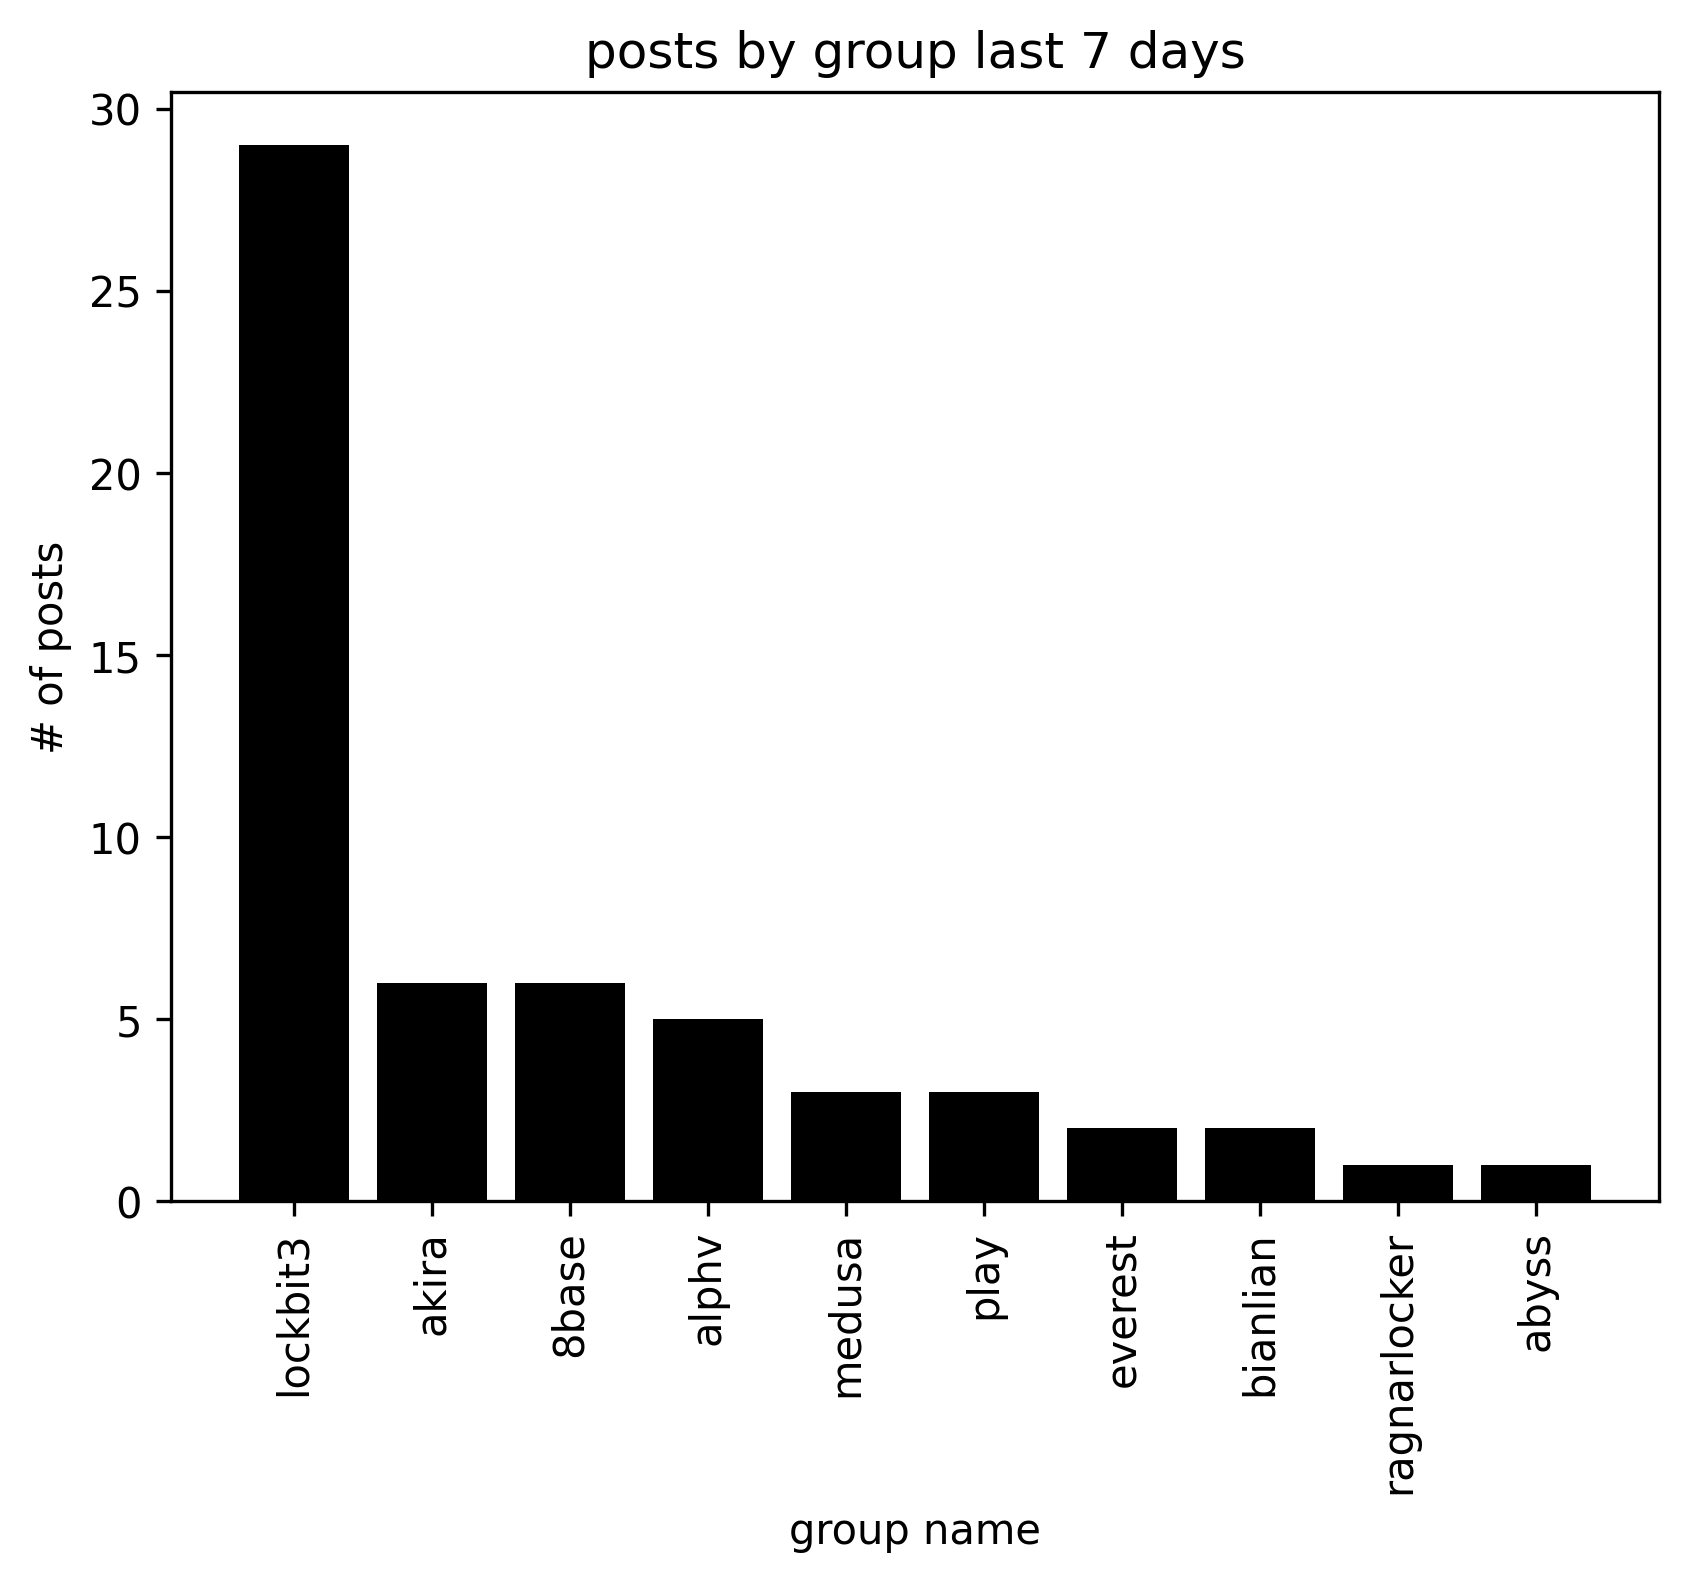 posts by group last 7 days
30
25
20
15
10
5
0
# of posts
lockbit3
akira
8base
alphv
medusa
play
everest
bianlian
ragnarlocker
abyss
group name